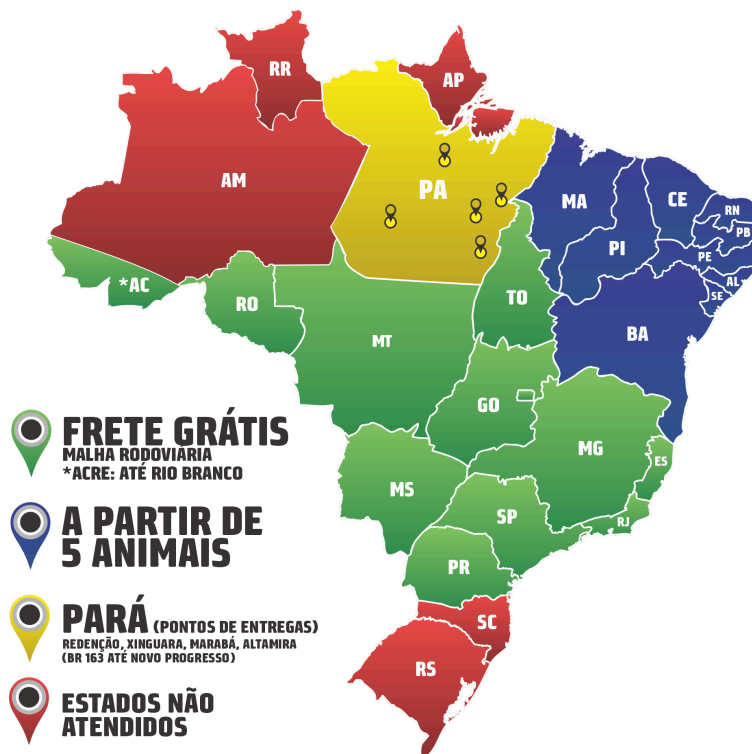 RR
AP
AM
PA
MA
CE
RN
PB
PI
PE
AL
SE
*AC
RO
TO
BA
MT
GO
MG
ES
MS
SP
RJ
PR
SC
RS
FRETE GRÁTIS
MALHA RODOVIÁRIA
*ACRE: ATÉ RIO BRANCO
A PARTIR DE
5 ANIMAIS
PARÁ (PONTOS DE ENTREGAS)
REDENÇÃO, XINGUARA, MARABÁ, ALTAMIRA
(BR 163 ATÉ NOVO PROGRESSO)
ESTADOS NÃO
ATENDIDOS